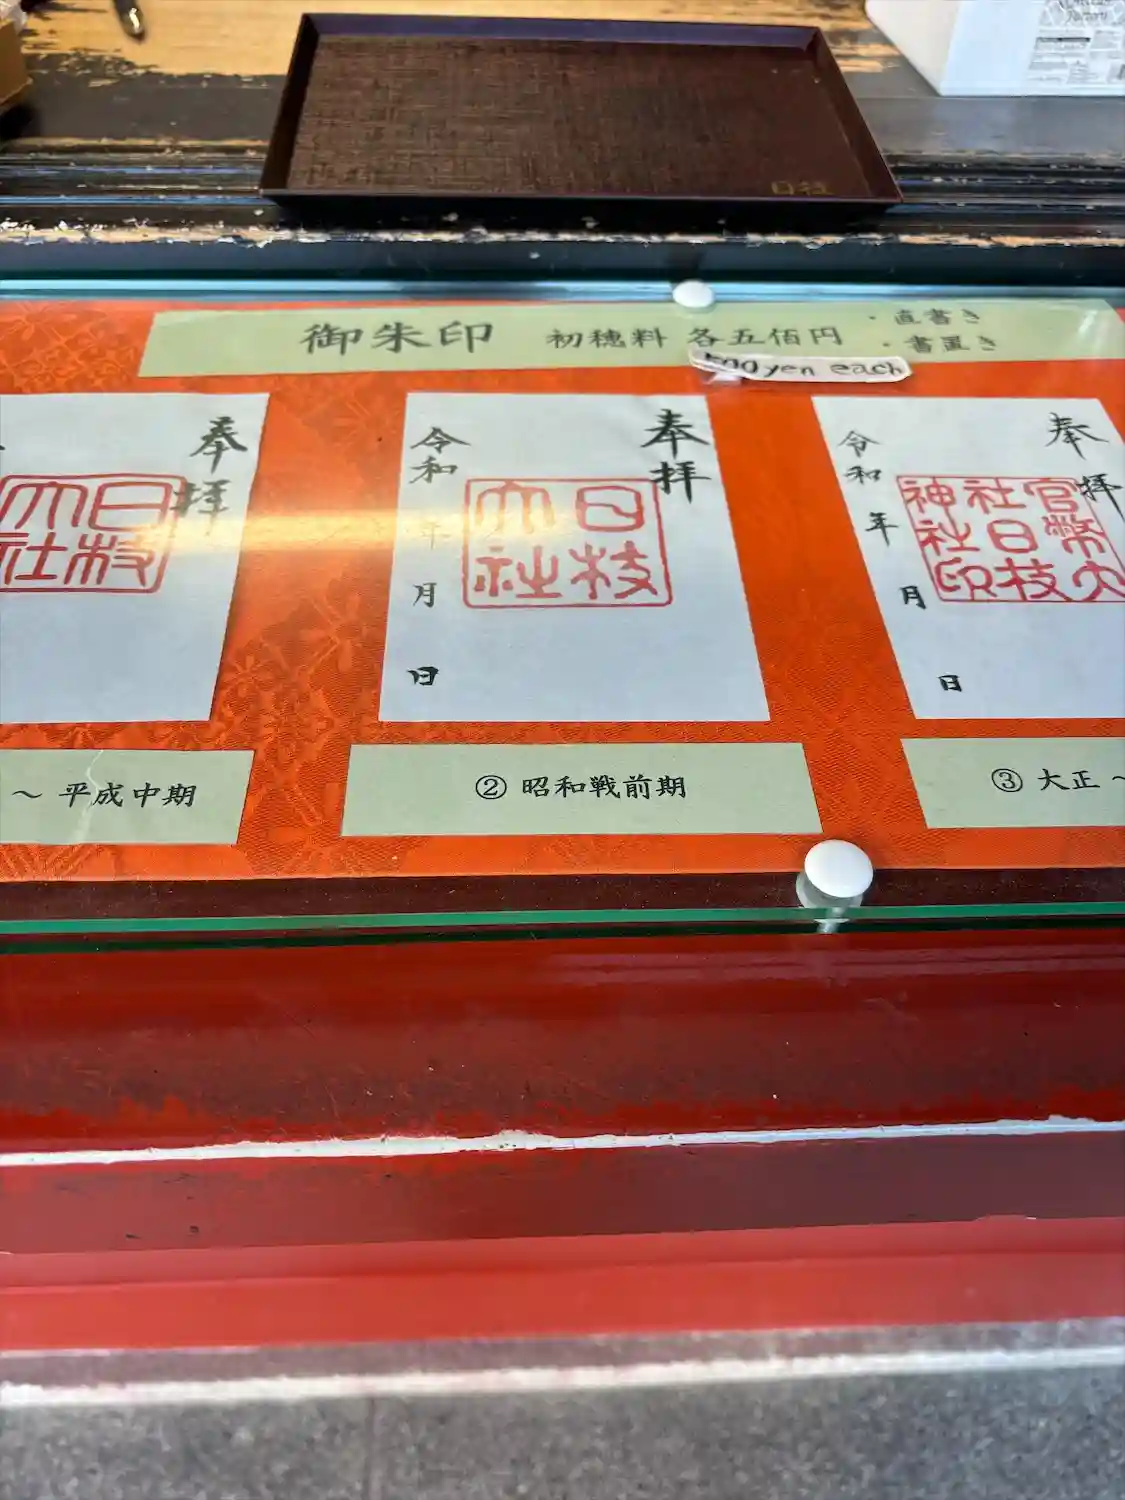 日枝
御朱印 初穂料 各五佰円
・直書き
・書置き
500 yen each
奉拝
日枝
大社
奉拝
日枝
大社
令和
年
月
日
奉拝
官幣大
社日枝
神社印
令和
年
月
日
～ 平成中期
② 昭和戦前期
③ 大正 ～